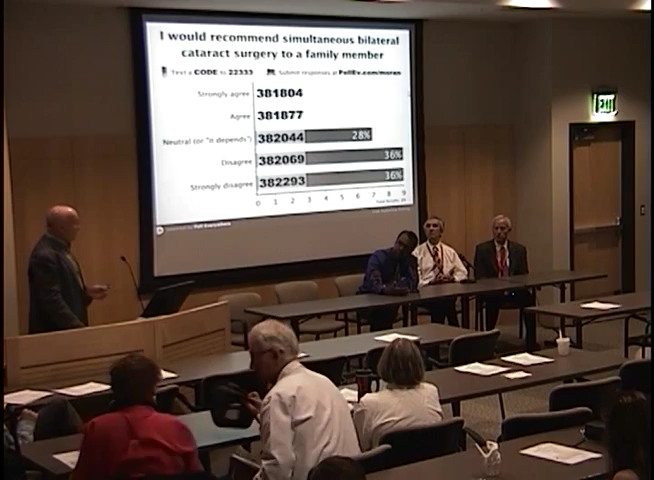 I would recommend simultaneous bilateral
cataract surgery to a family member
Text a CODE to 22333 Submit responses at PollEv.com/moran
Strongly agree 381804
Agree 381877
Neutral (or "it depends") 382044 28%
Disagree 382069 36%
Strongly disagree 382293 36%
0 1 2 3 4 5 6 7 8 9
Poll Everywhere
EXIT